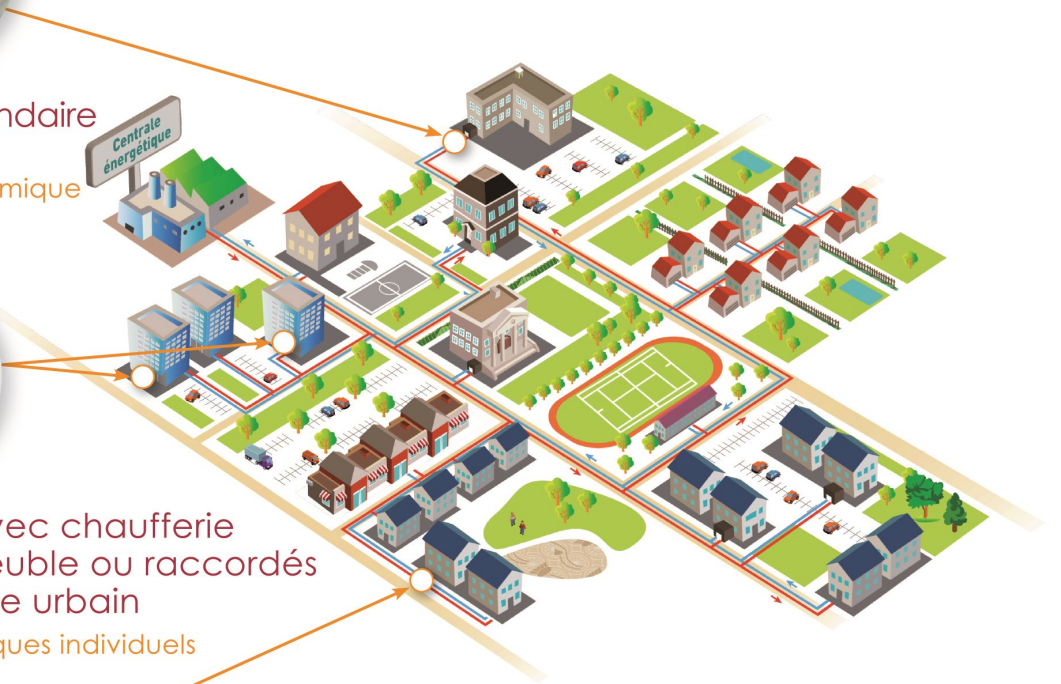 ndaire
Centrale
énergétique
mique
vec chaufferie
euble ou raccordés
e urbain
ques individuels